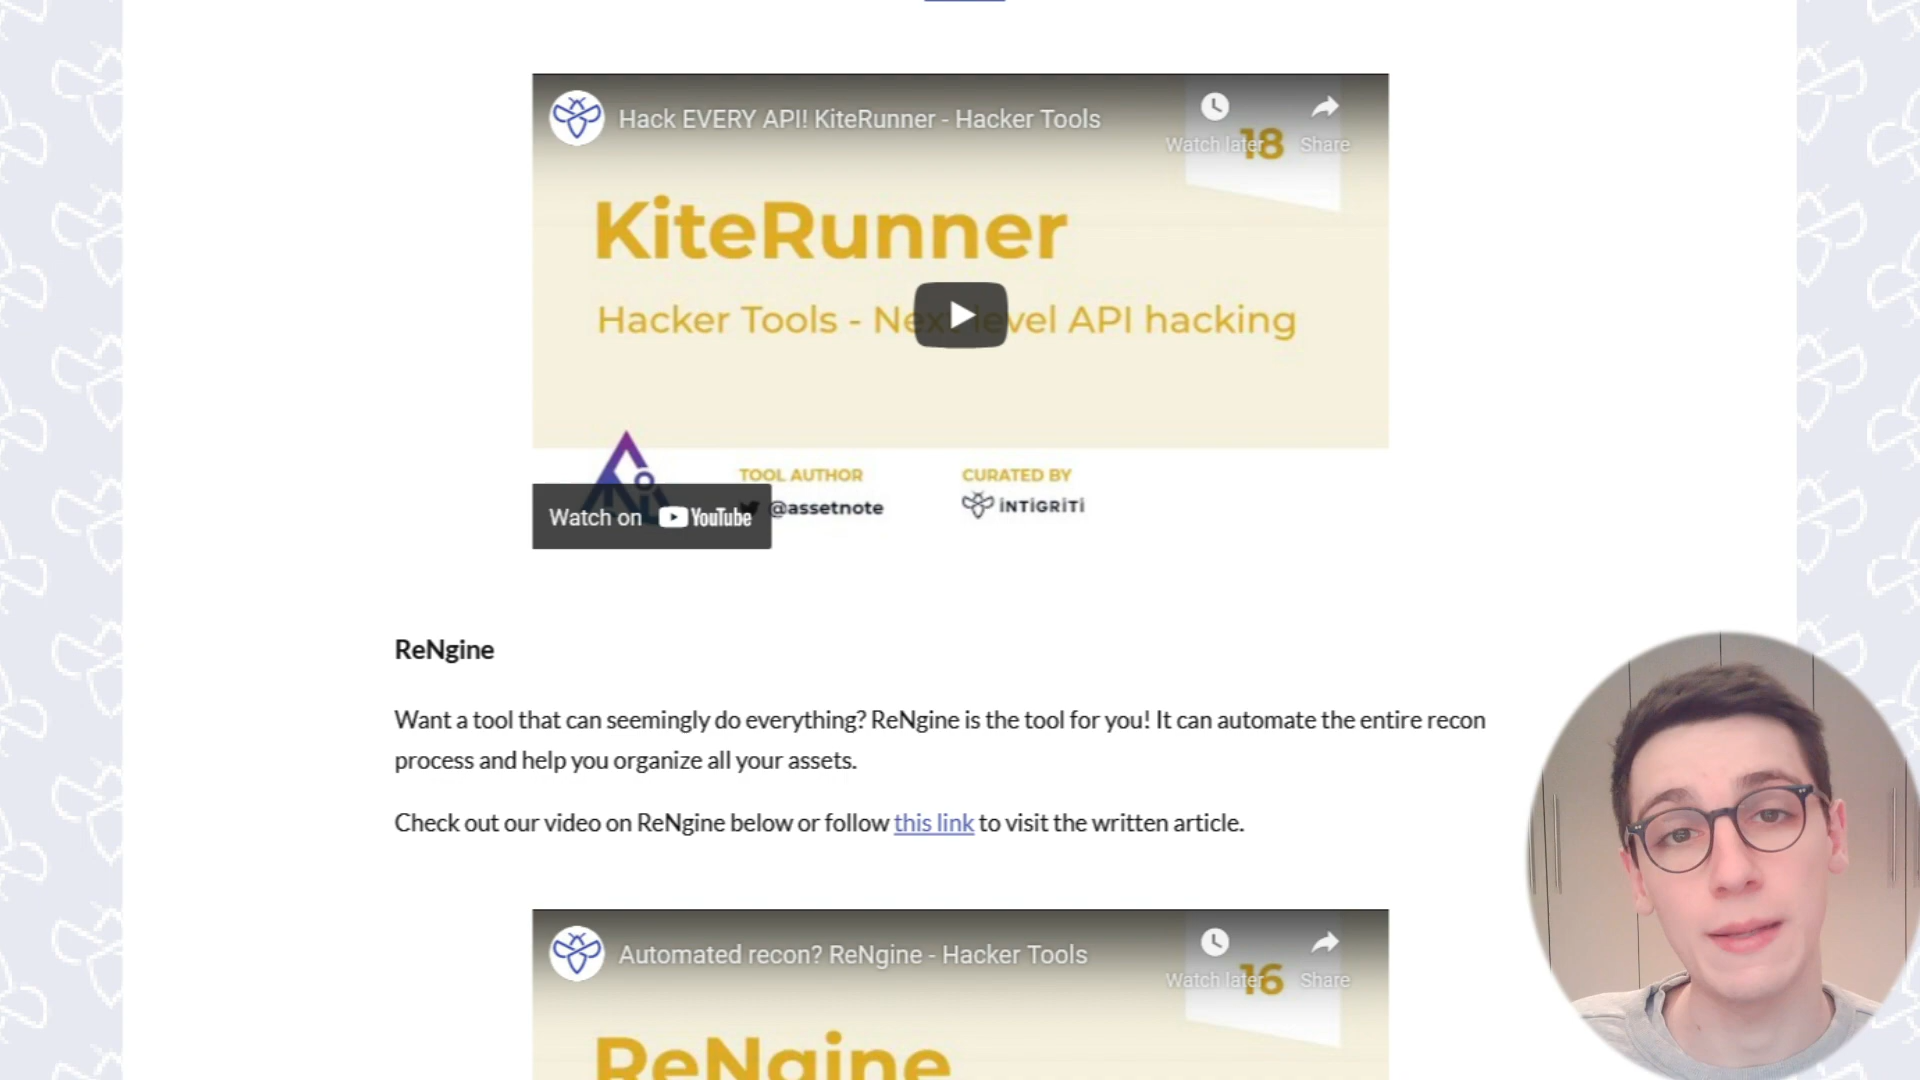 Hack EVERY API! KiteRunner - Hacker Tools
Watch later
18
Share
KiteRunner
Hacker Tools - Next level API hacking
TOOL AUTHOR
CURATED BY
@assetnote
INTIGRITI
Watch on YouTube
ReNgine
Want a tool that can seemingly do everything? ReNgine is the tool for you! It can automate the entire recon
process and help you organize all your assets.
Check out our video on ReNgine below or follow this link to visit the written article.
Automated recon? ReNgine - Hacker Tools
Watch later
16
Share
ReNgine